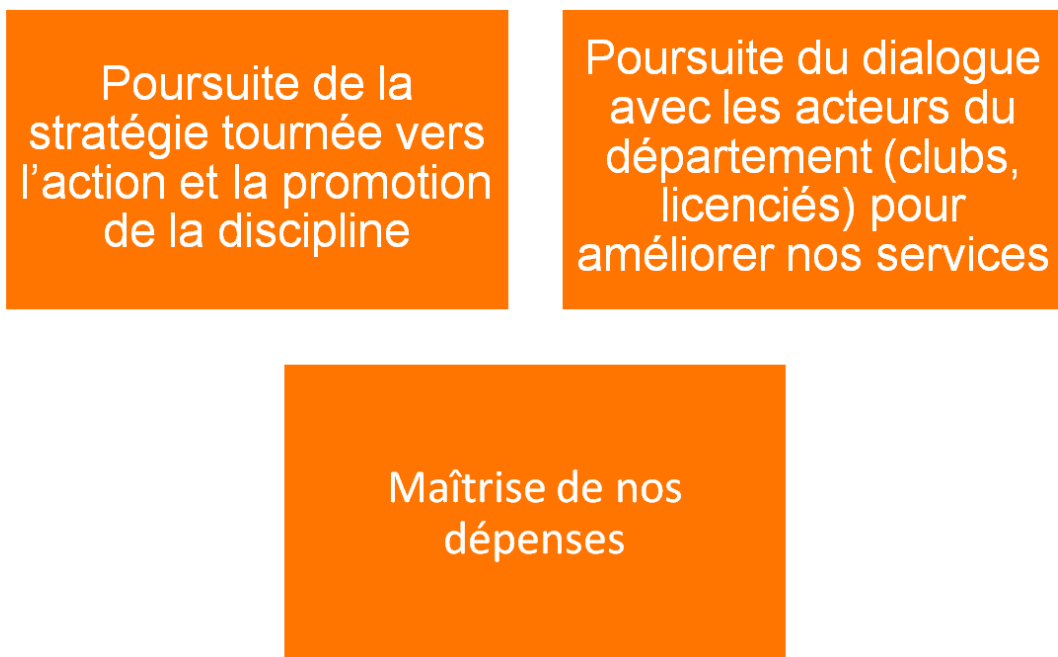 Poursuite de la
stratégie tournée vers
l’action et la promotion
de la discipline
Poursuite du dialogue
avec les acteurs du
département (clubs,
licenciés) pour
améliorer nos services
Maîtrise de nos
dépenses